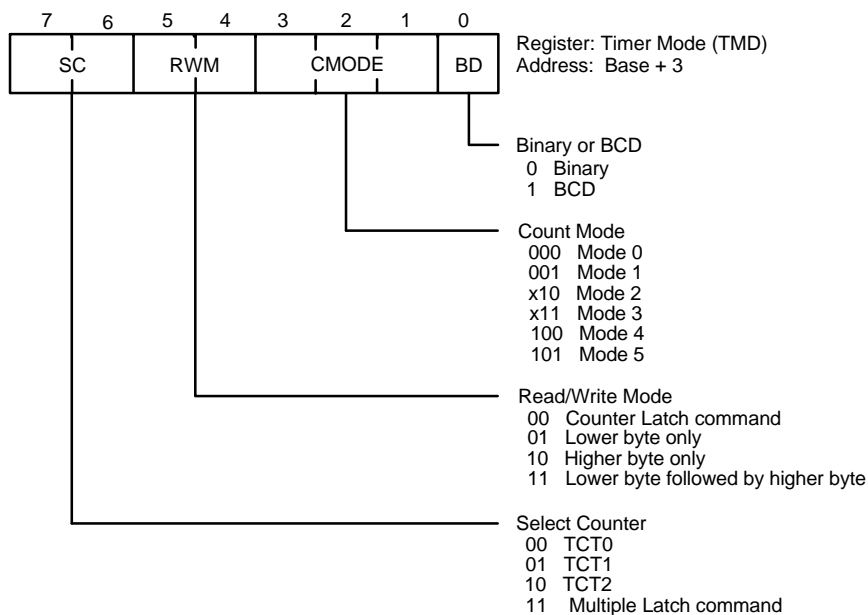 7 6 5 4 3 2 1 0
SC RWM CMODE BD
Register: Timer Mode (TMD)
Address: Base + 3
Binary or BCD
0 Binary
1 BCD
Count Mode
000 Mode 0
001 Mode 1
x10 Mode 2
x11 Mode 3
100 Mode 4
101 Mode 5
Read/Write Mode
00 Counter Latch command
01 Lower byte only
10 Higher byte only
11 Lower byte followed by higher byte
Select Counter
00 TCT0
01 TCT1
10 TCT2
11 Multiple Latch command